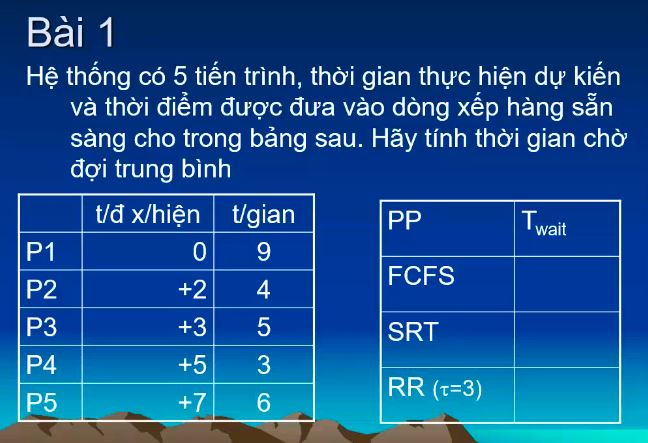 Bài 1
Hệ thống có 5 tiến trình, thời gian thực hiện dự kiến
và thời điểm được đưa vào dòng xếp hàng sẵn
sàng cho trong bảng sau. Hãy tính thời gian chờ
đợi trung bình
t/đ x/hiện t/gian
P1 0 9
P2 +2 4
P3 +3 5
P4 +5 3
P5 +7 6
PP Twait
FCFS
SRT
RR (τ=3)